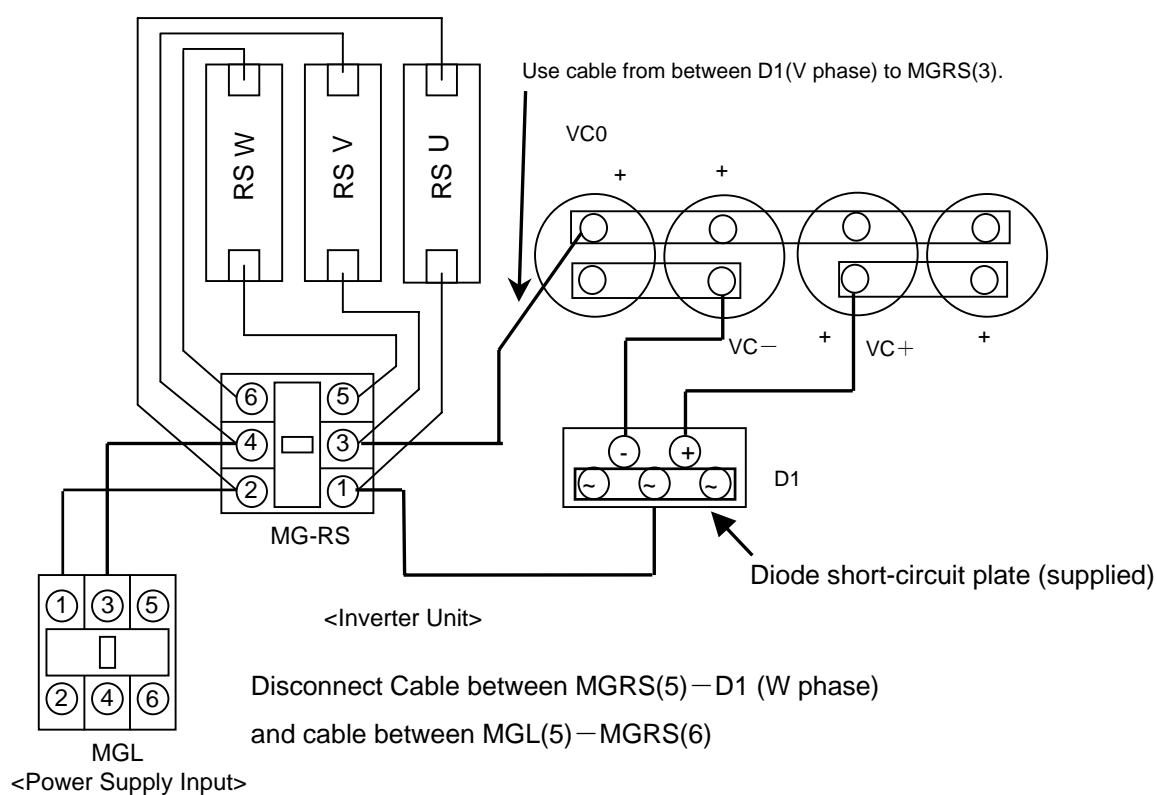 Use cable from between D1(V phase) to MGRS(3).
VC0
+ +
RS W RS V RS U
VC－ + VC＋ +
6 5
4 3
2 1
- +
~ ~ ~
D1
MG-RS
Diode short-circuit plate (supplied)
1 3 5
2 4 6
<Inverter Unit>
Disconnect Cable between MGRS(5)－D1 (W phase)
and cable between MGL(5)－MGRS(6)
MGL
<Power Supply Input>